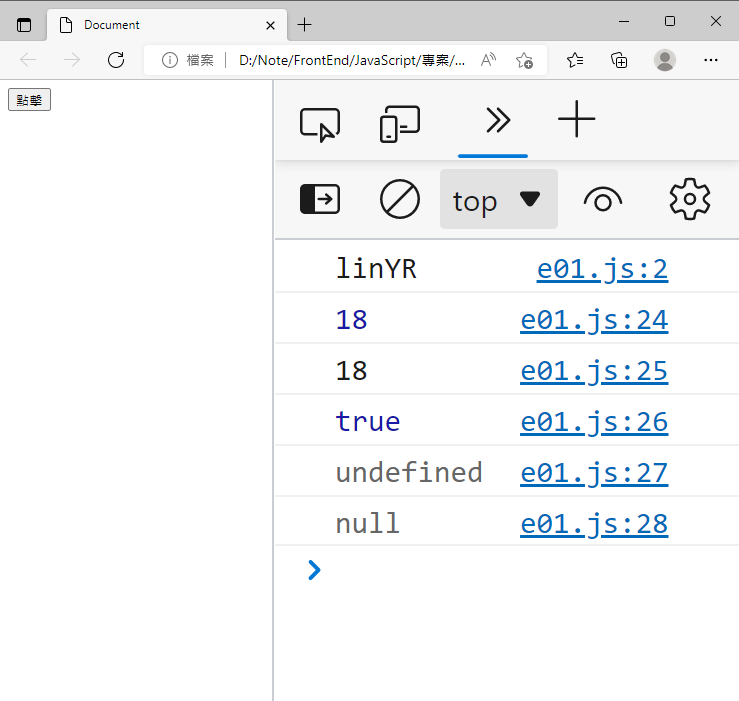 Document
檔案 D:/Note/FrontEnd/JavaScript/專案/...
點擊
top
linYR e01.js:2
18 e01.js:24
18 e01.js:25
true e01.js:26
undefined e01.js:27
null e01.js:28